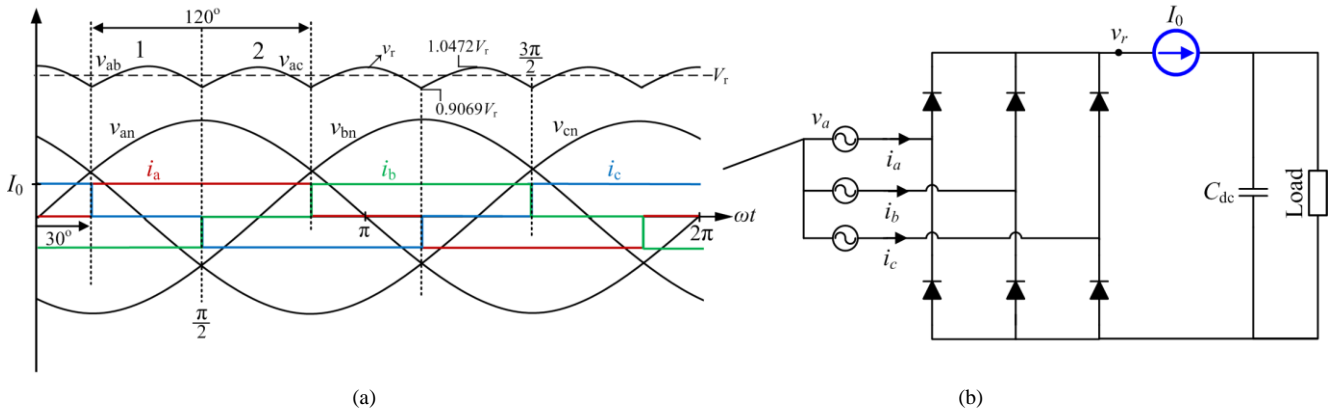 120°
1
2
v_ab
v_ac
v_r
1.0472V_r
3π/2
V_r
0.9069V_r
v_an
v_bn
v_cn
I_0
i_a
i_b
i_c
30°
π/2
π
2π
ωt
(a)
I_0
v_r
v_a
i_a
i_b
i_c
C_dc
Load
(b)